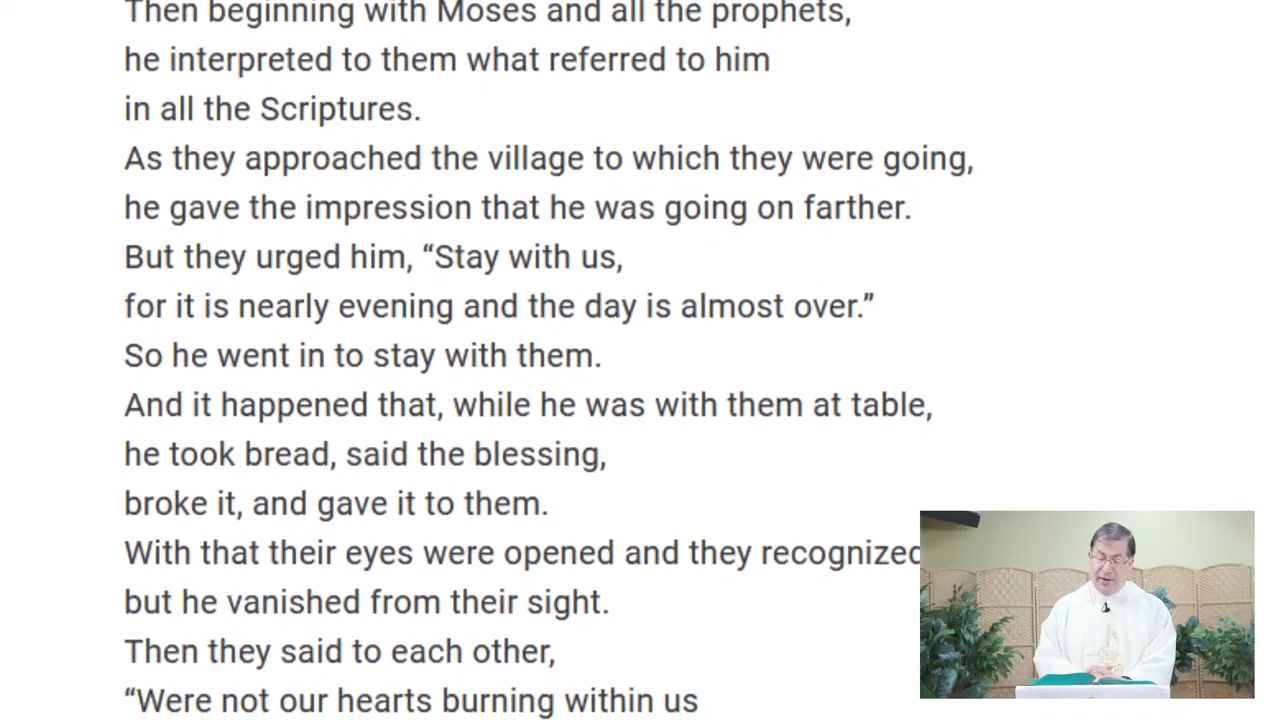 Then beginning with Moses and all the prophets,
he interpreted to them what referred to him
in all the Scriptures.
As they approached the village to which they were going,
he gave the impression that he was going on farther.
But they urged him, “Stay with us,
for it is nearly evening and the day is almost over.”
So he went in to stay with them.
And it happened that, while he was with them at table,
he took bread, said the blessing,
broke it, and gave it to them.
With that their eyes were opened and they recognized
but he vanished from their sight.
Then they said to each other,
“Were not our hearts burning within us